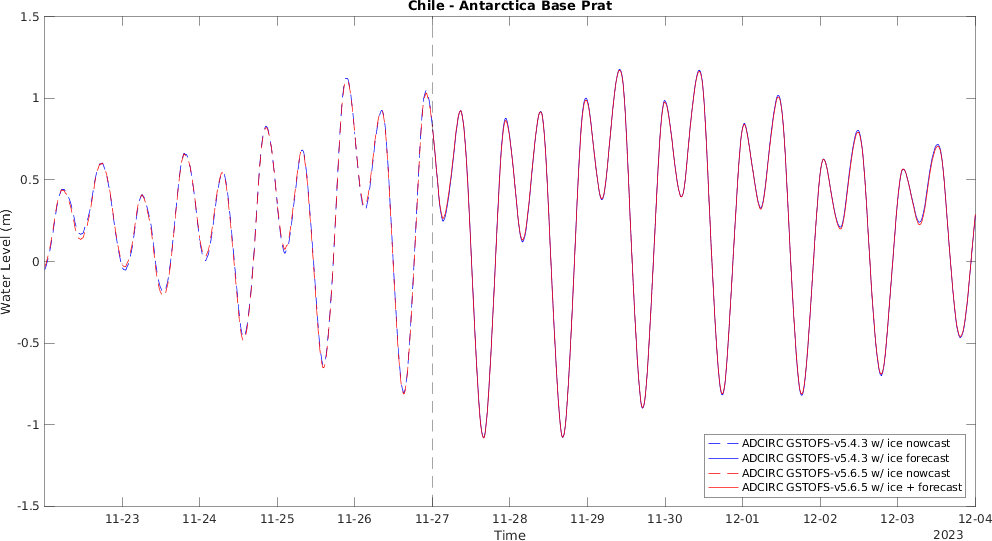 Chile - Antarctica Base Prat
1.5
1
0.5
0
-0.5
-1
-1.5
Water Level (m)
ADCIRC GSTOFS-v5.4.3 w/ ice nowcast
ADCIRC GSTOFS-v5.4.3 w/ ice forecast
ADCIRC GSTOFS-v5.6.5 w/ ice nowcast
ADCIRC GSTOFS-v5.6.5 w/ ice + forecast
11-23 11-24 11-25 11-26 11-27 11-28 11-29 11-30 12-01 12-02 12-03 12-04
Time
2023